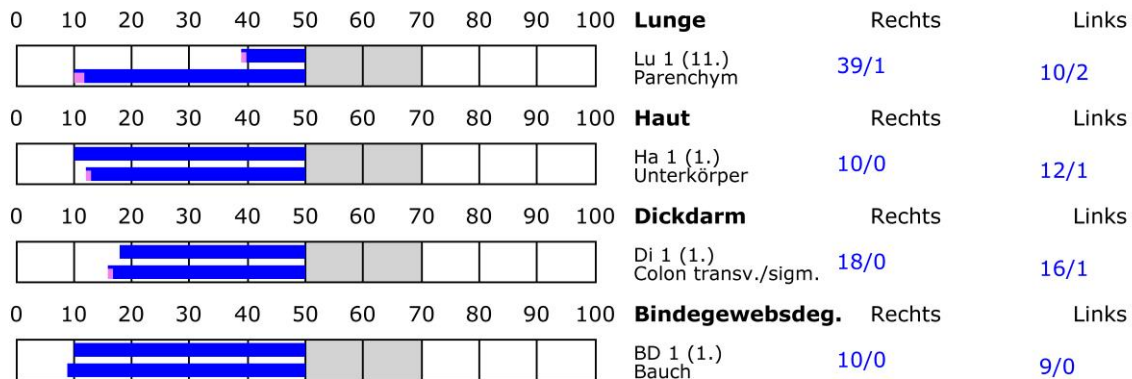 0 10 20 30 40 50 60 70 80 90 100 Lunge Rechts Links
Lu 1 (11.) 39/1 10/2
Parenchym
0 10 20 30 40 50 60 70 80 90 100 Haut Rechts Links
Ha 1 (1.) 10/0 12/1
Unterkörper
0 10 20 30 40 50 60 70 80 90 100 Dickdarm Rechts Links
Di 1 (1.) 18/0 16/1
Colon transv./sigm.
0 10 20 30 40 50 60 70 80 90 100 Bindegewebsdeg. Rechts Links
BD 1 (1.) 10/0 9/0
Bauch